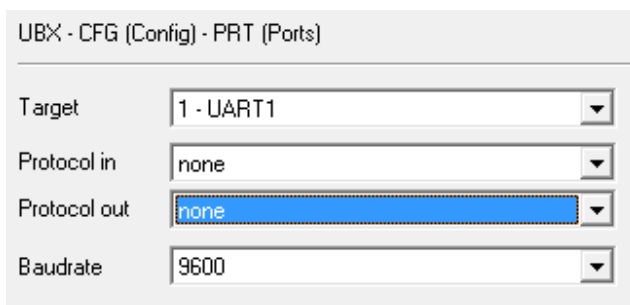 UBX - CFG (Config) - PRT (Ports)
Target 1 - UART1
Protocol in none
Protocol out none
Baudrate 9600